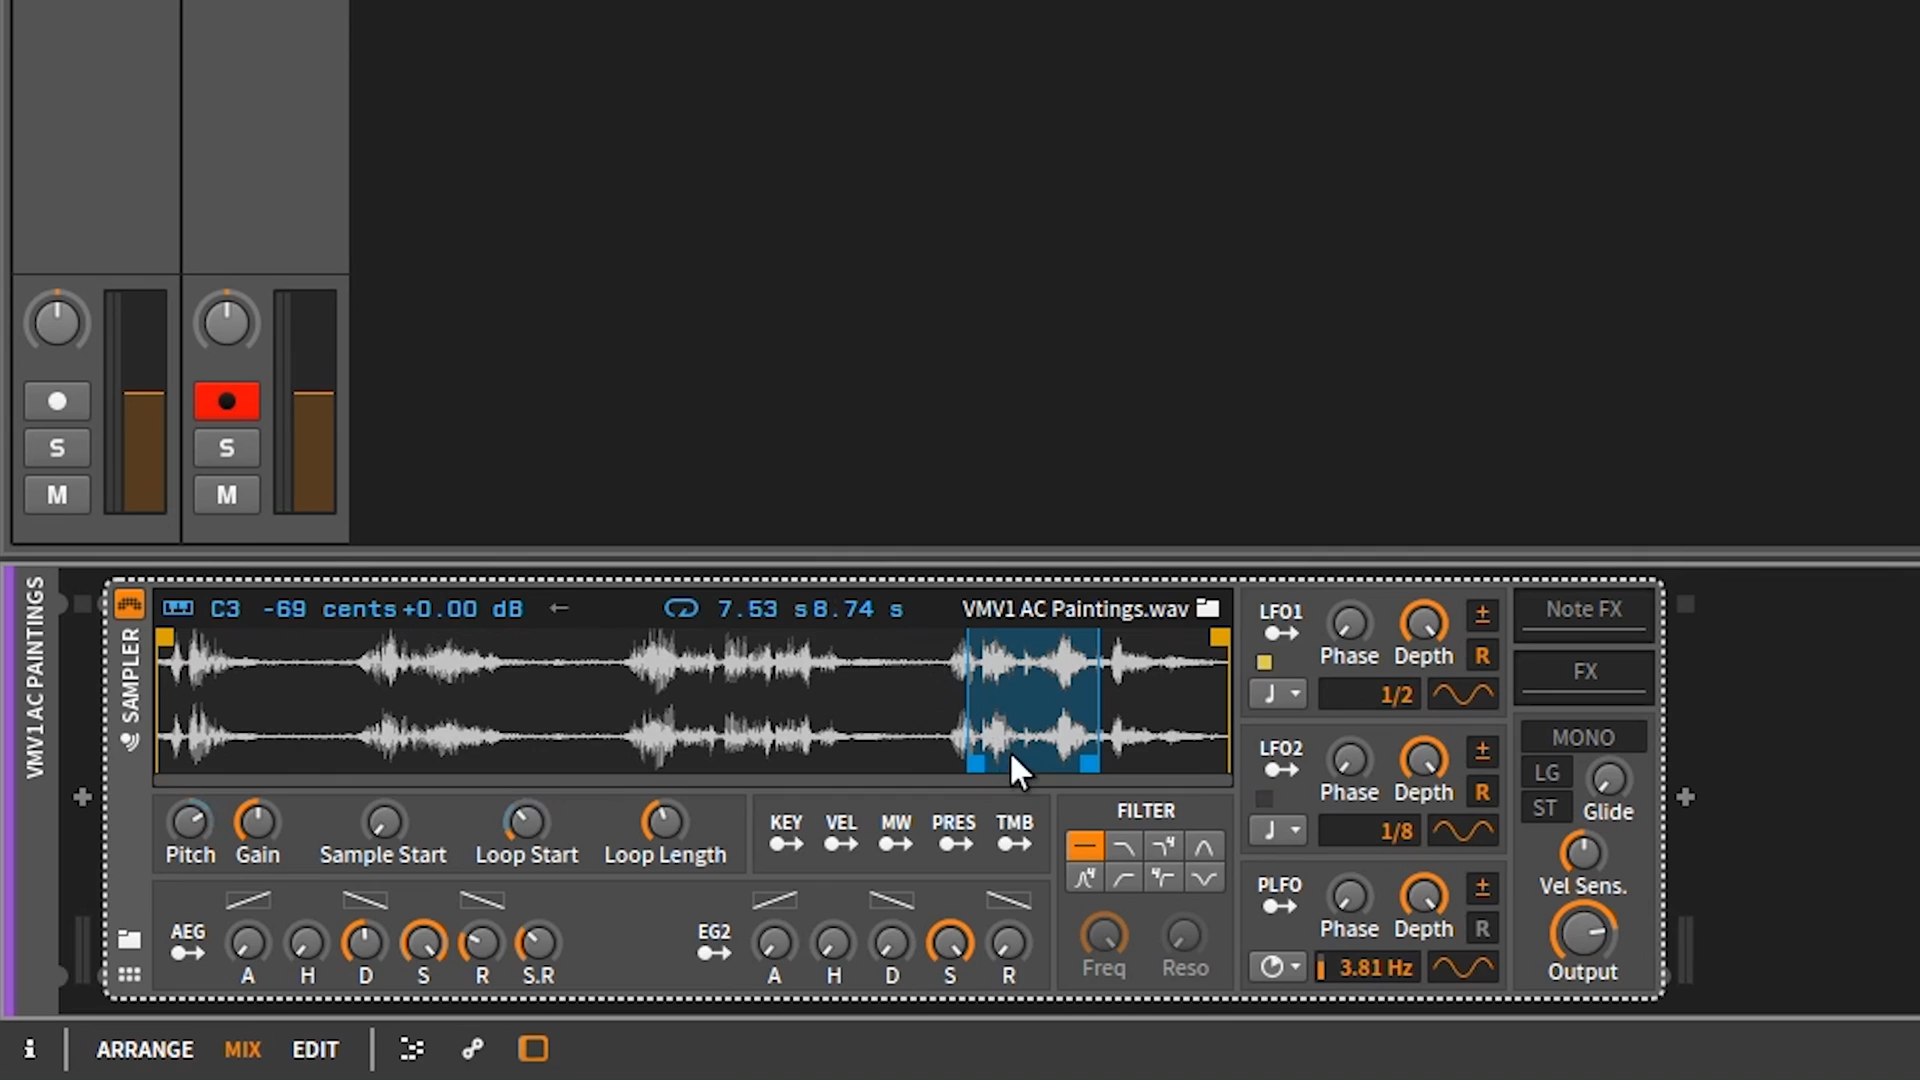 S
S
M
M
VMV1 AC PAINTINGS
SAMPLER
C3 -69 cents +0.00 dB ← 7.53 s 8.74 s VMV1 AC Paintings.wav
Pitch Gain Sample Start Loop Start Loop Length
KEY VEL MW PRES TMB
AEG A H D S R S.R
EG2 A H D S R
FILTER
4
4 4
Freq Reso
LFO1 Phase Depth ± R
1/2
LFO2 Phase Depth ± R
1/8
PLFO Phase Depth ± R
3.81 Hz
Note FX
FX
MONO
LG
ST
Glide
Vel Sens.
Output
i ARRANGE MIX EDIT